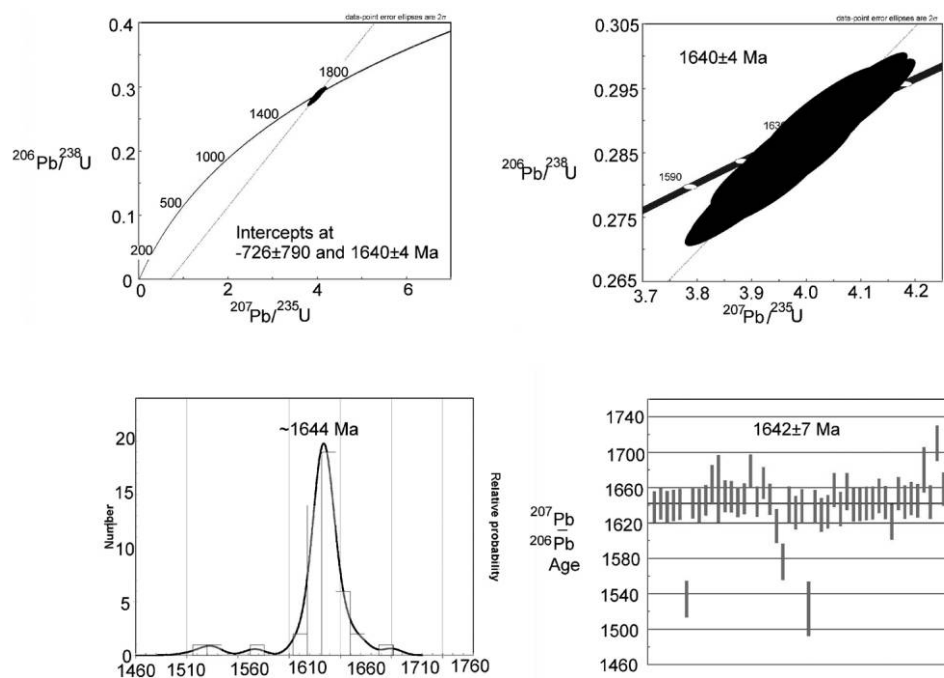 data-point error ellipses are 2σ
0.4
0.3
0.2
0.1
0
206Pb/238U
200
500
1000
1400
1800
Intercepts at
-726±790 and 1640±4 Ma
0 2 4 6
207Pb/235U
data-point error ellipses are 2σ
0.305
0.295
0.285
0.275
0.265
206Pb/238U
1640±4 Ma
1590
3.7 3.8 3.9 4.0 4.1 4.2
207Pb/235U
~1644 Ma
20
15
10
5
0
Number
Relative probability
1460 1510 1560 1610 1660 1710 1760
1760
1700
1660
1620
1580
1540
1500
1460
1642±7 Ma
207Pb
206Pb
Age